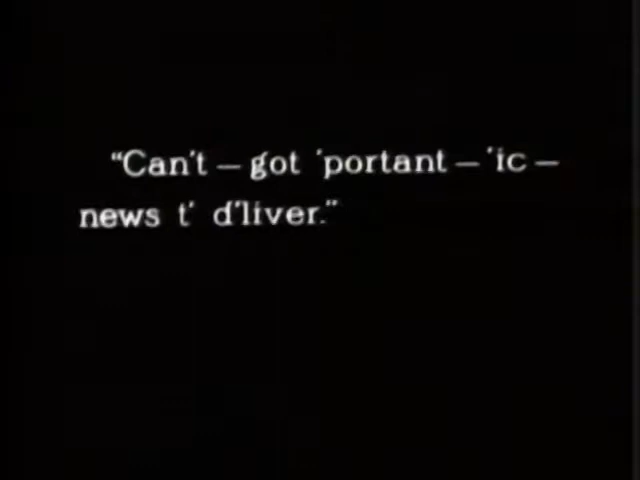 “Can't – got 'portant – 'ic –
news t' d'liver.”